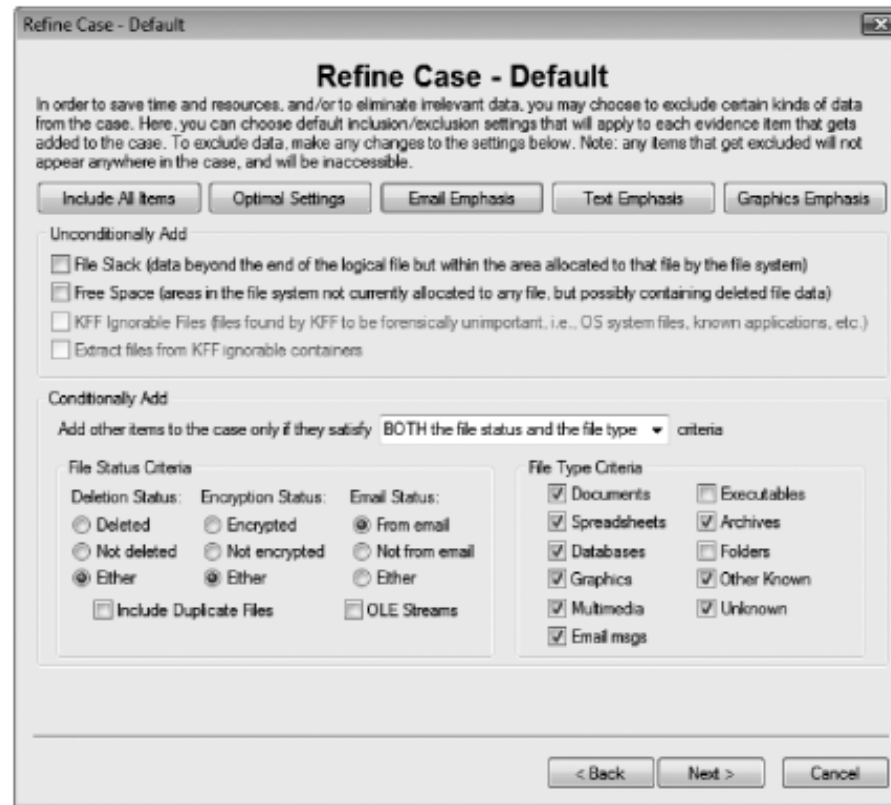 Refine Case - Default
Refine Case - Default
In order to save time and resources, and/or to eliminate irrelevant data, you may choose to exclude certain kinds of data
from the case. Here, you can choose default inclusion/exclusion settings that will apply to each evidence item that gets
added to the case. To exclude data, make any changes to the settings below. Note: any items that get excluded will not
appear anywhere in the case, and will be inaccessible.
Include All Items Optimal Settings Email Emphasis Text Emphasis Graphics Emphasis
Unconditionally Add
File Slack (data beyond the end of the logical file but within the area allocated to that file by the file system)
Free Space (areas in the file system not currently allocated to any file, but possibly containing deleted file data)
KFF Ignorable Files (files found by KFF to be forensically unimportant, i.e., OS system files, known applications, etc.)
Extract files from KFF ignorable containers
Conditionally Add
Add other items to the case only if they satisfy BOTH the file status and the file type criteria
File Status Criteria
Deletion Status: Encryption Status: Email Status:
Deleted Encrypted From email
Not deleted Not encrypted Not from email
Either Either Either
Include Duplicate Files OLE Streams
File Type Criteria
Documents Executables
Spreadsheets Archives
Databases Folders
Graphics Other Known
Multimedia Unknown
Email msgs
< Back Next > Cancel